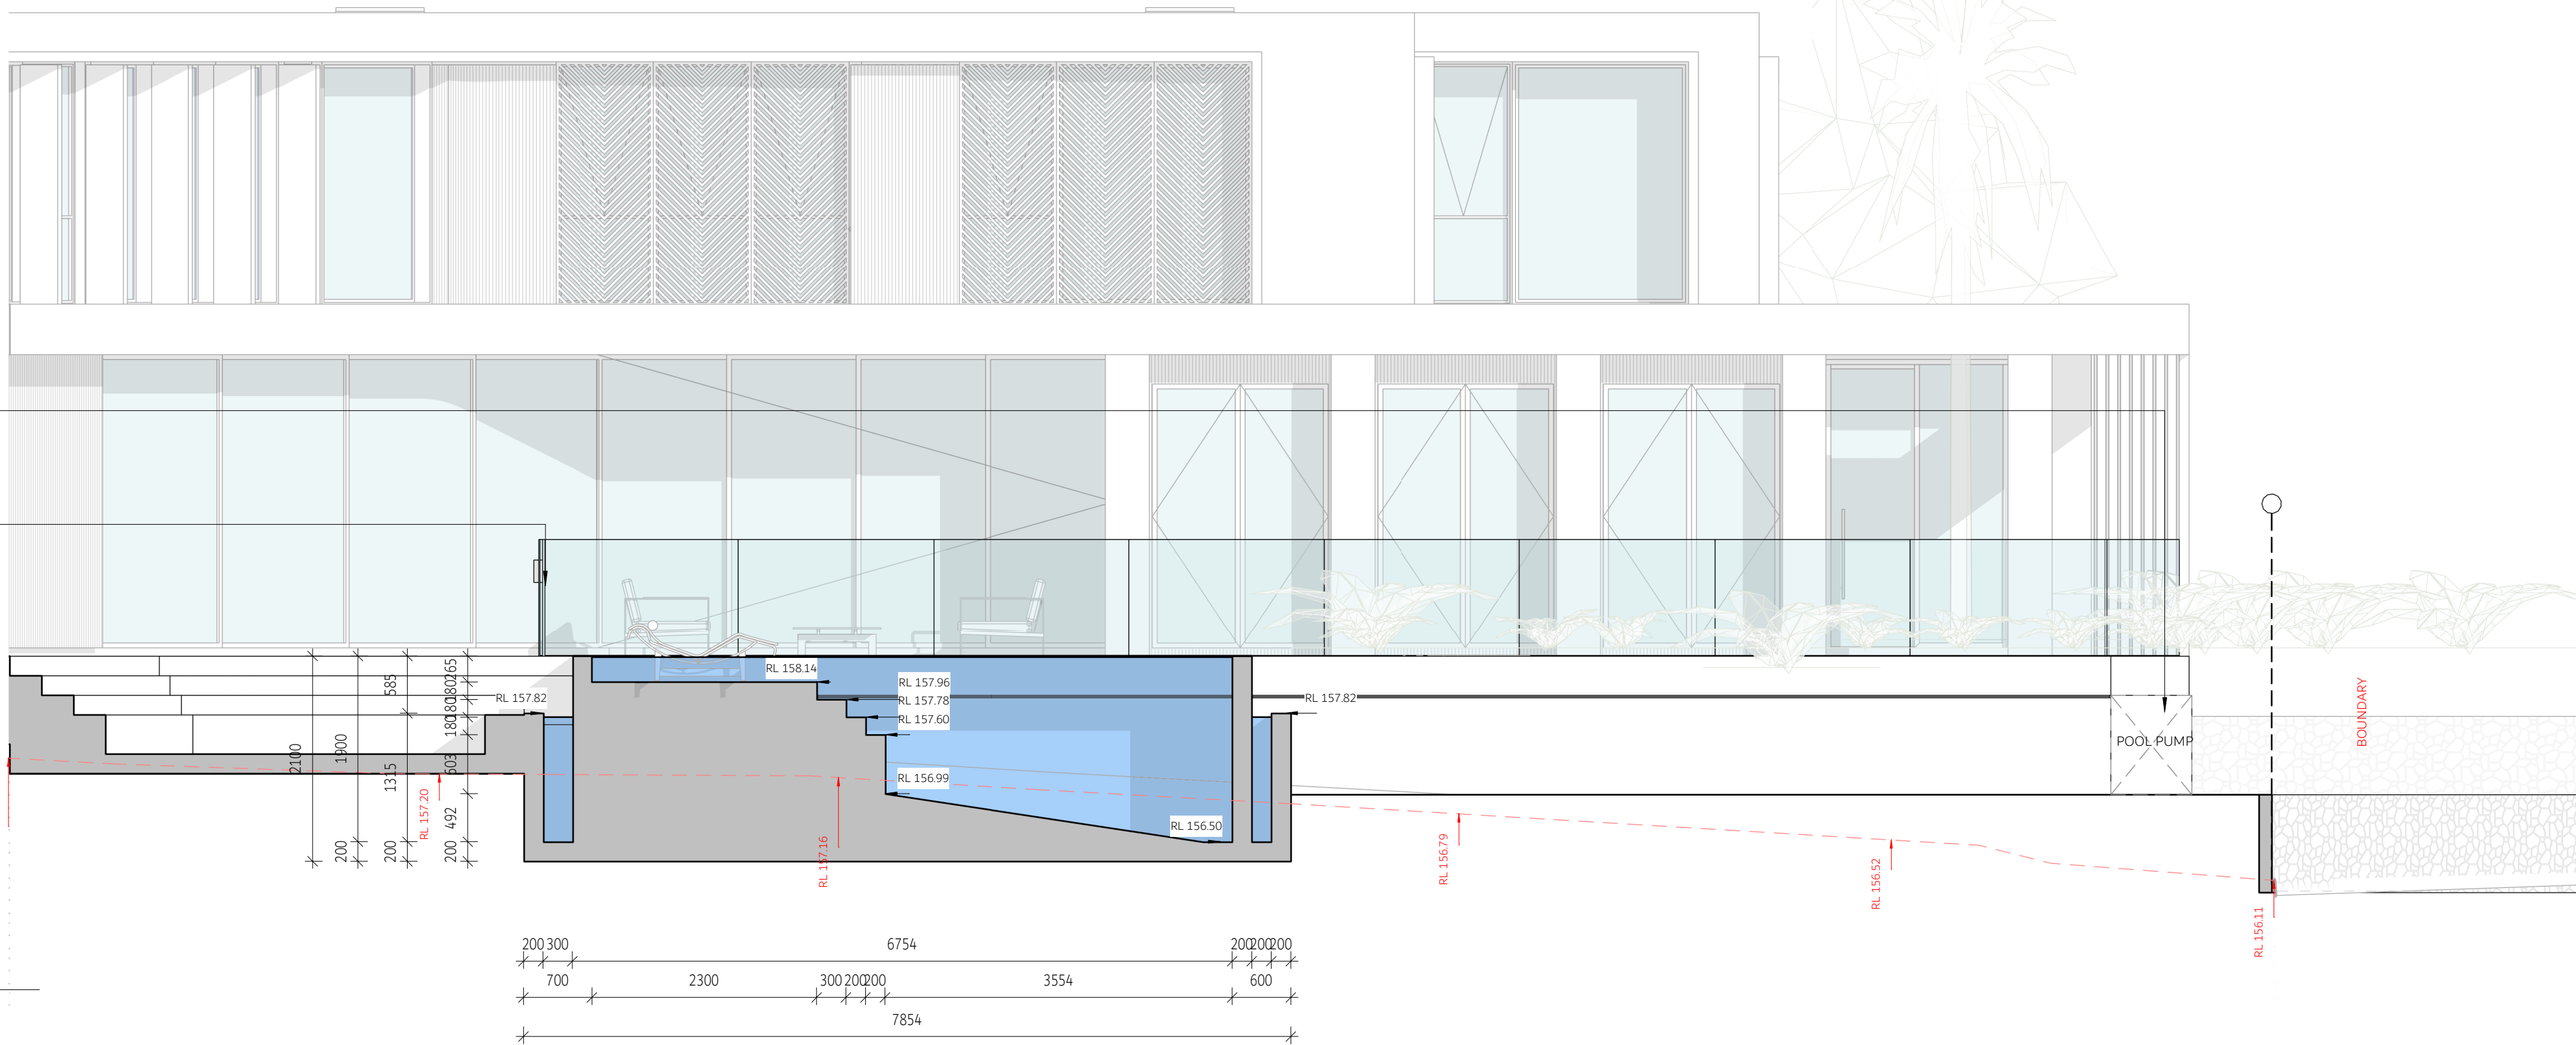 RL 158.14
RL 157.96
RL 157.78
RL 157.60
RL 156.99
RL 156.50
RL 157.82
RL 157.82
265
180
180
180
603
492
200
585
1315
200
1900
200
2100
RL 157.20
RL 157.16
RL 156.79
RL 156.52
RL 156.11
POOL PUMP
BOUNDARY
200 300 6754 200 200 200
700 2300 300 200 200 3554 600
7854